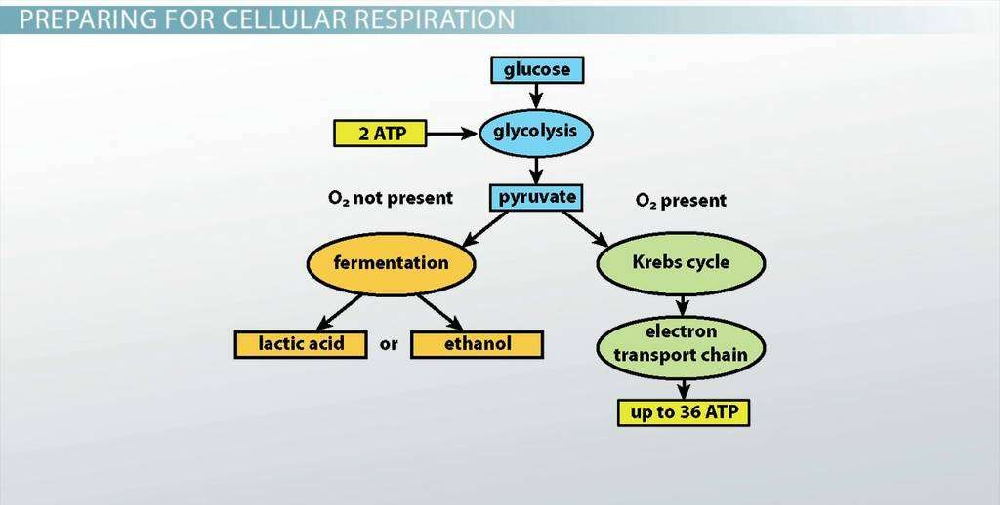 PREPARING FOR CELLULAR RESPIRATION
glucose
2 ATP
glycolysis
O₂ not present
pyruvate
O₂ present
fermentation
Krebs cycle
lactic acid
or
ethanol
electron
transport chain
up to 36 ATP